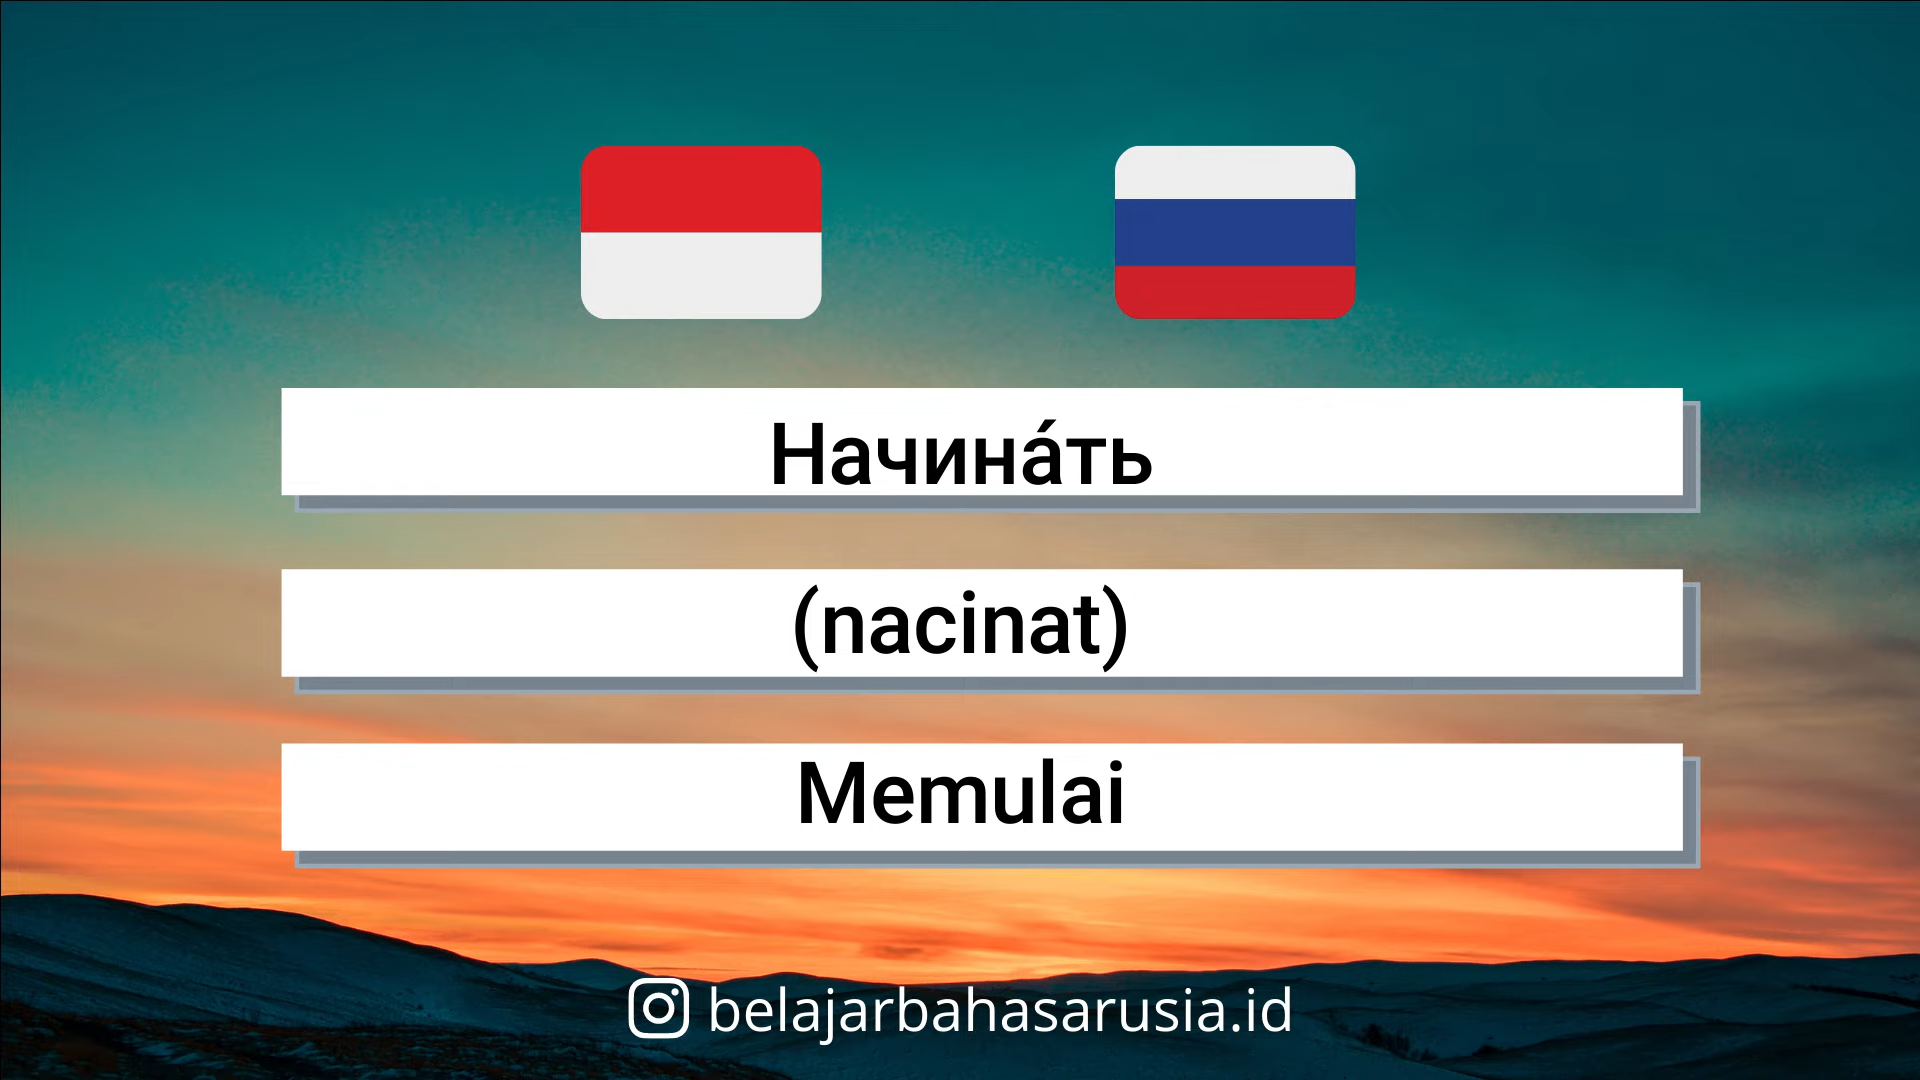 Начина́ть
(nacinat)
Memulai
belajarbahasarusia.id